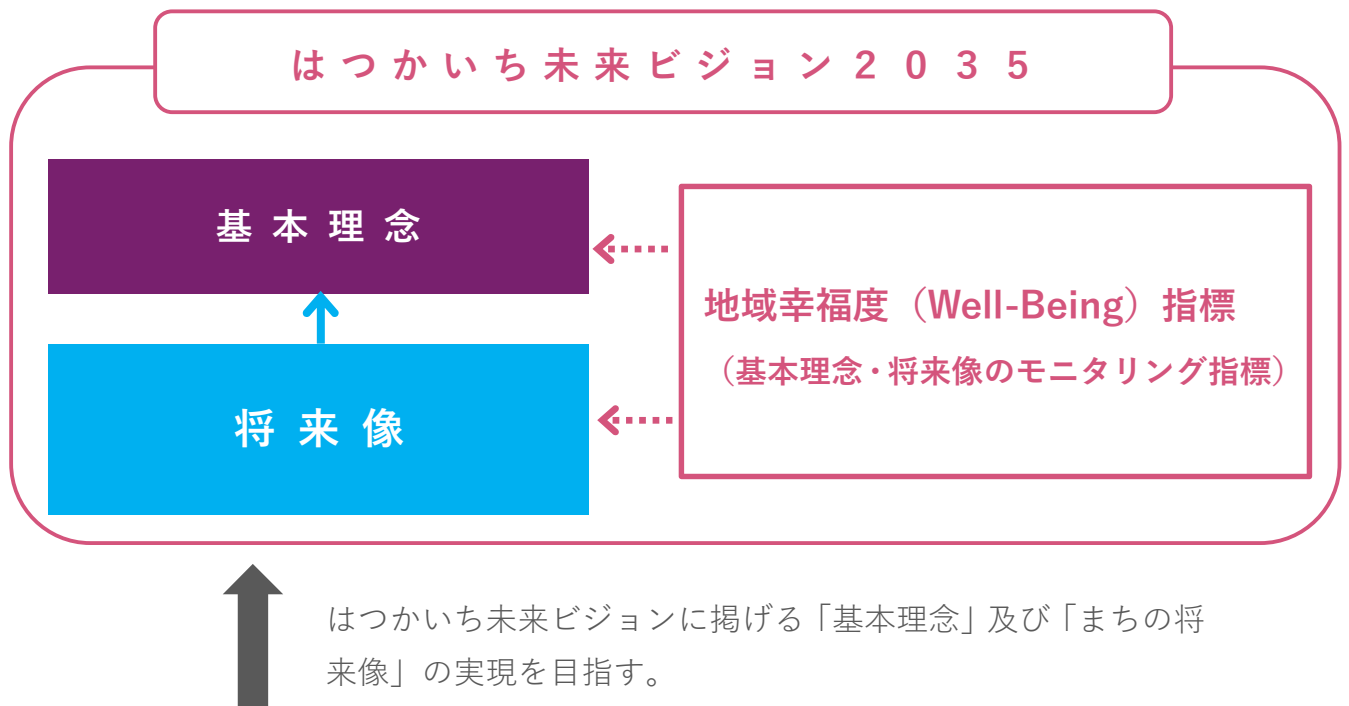 はつかいち未来ビジョン２０３５
基本理念
地域幸福度（Well-Being）指標
（基本理念・将来像のモニタリング指標）
将来像
はつかいち未来ビジョンに掲げる「基本理念」及び「まちの将
来像」の実現を目指す。